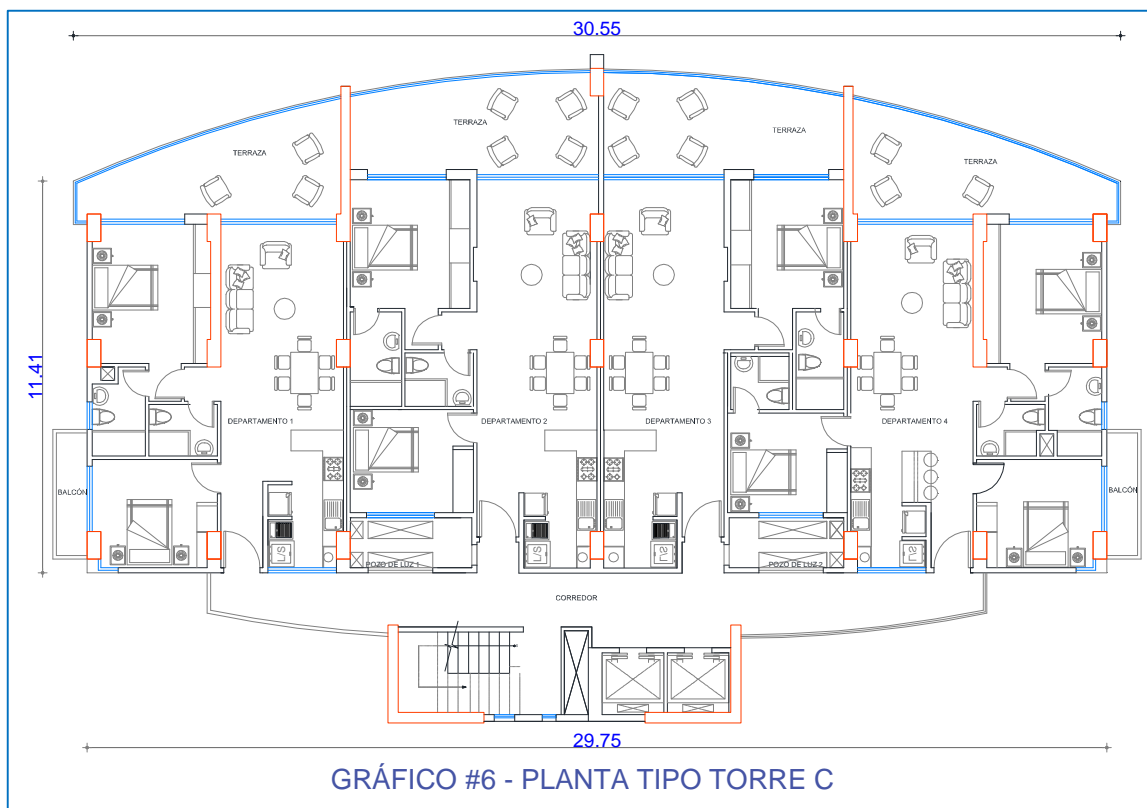 30.55
TERRAZA
TERRAZA
TERRAZA
TERRAZA
11.41
DEPARTAMENTO 1
DEPARTAMENTO 2
DEPARTAMENTO 3
DEPARTAMENTO 4
BALCÓN
BALCÓN
POZO DE LUZ 1
POZO DE LUZ 2
CORREDOR
29.75
GRÁFICO #6 - PLANTA TIPO TORRE C